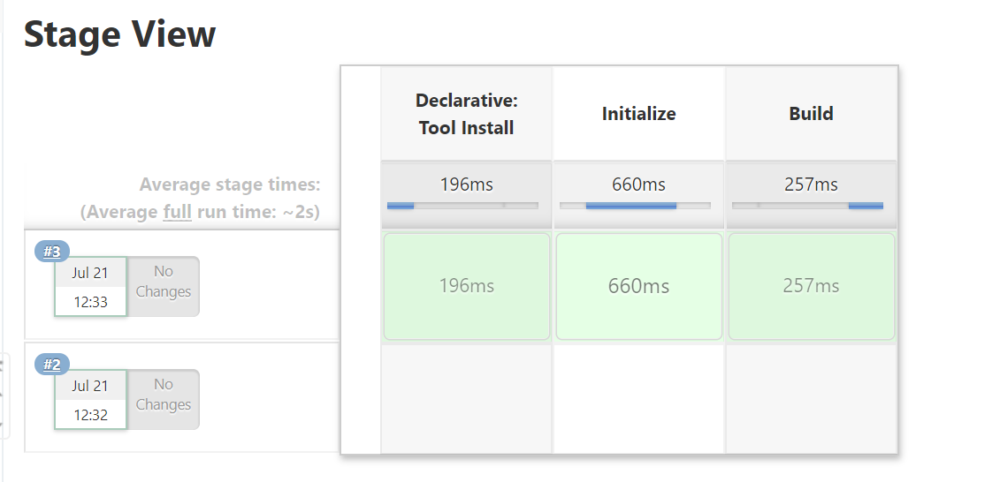 Stage View
Declarative:
Tool Install
Initialize
Build
Average stage times:
(Average full run time: ~2s)
196ms
660ms
257ms
#3
Jul 21
12:33
No
Changes
196ms
660ms
257ms
#2
Jul 21
12:32
No
Changes